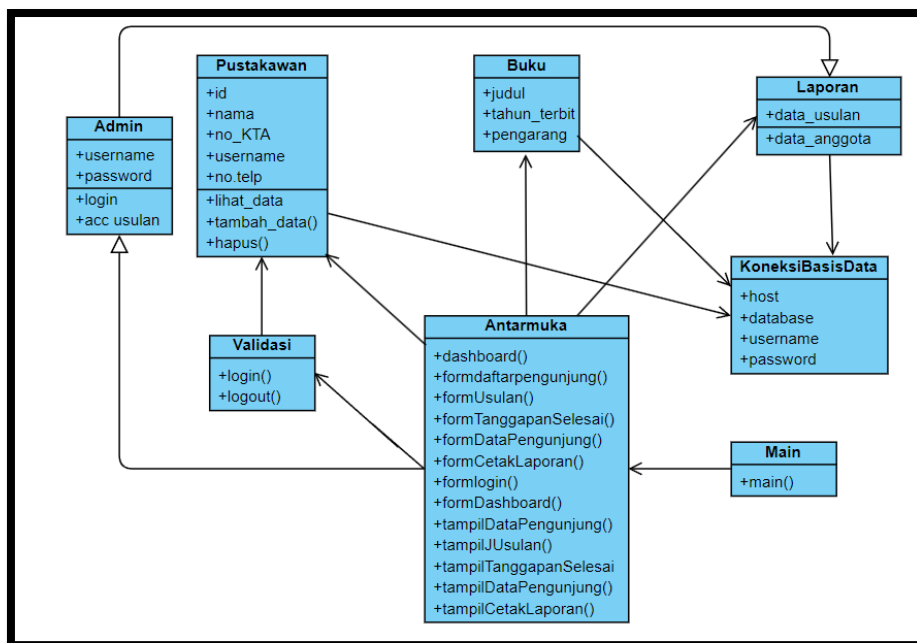 Admin
+username
+password
+login
+acc usulan
Pustakawan
+id
+nama
+no_KTA
+username
+no.telp
+lihat_data
+tambah_data()
+hapus()
Buku
+judul
+tahun_terbit
+pengarang
Laporan
+data_usulan
+data_anggota
KoneksiBasisData
+host
+database
+username
+password
Validasi
+login()
+logout()
Antarmuka
+dashboard()
+formdaftarpengunjung()
+formUsulan()
+formTanggapanSelesai()
+formDataPengunjung()
+formCetakLaporan()
+formlogin()
+formDashboard()
+tampilDataPengunjung()
+tampilJUsulan()
+tampilTanggapanSelesai
+tampilDataPengunjung()
+tampilCetakLaporan()
Main
+main()